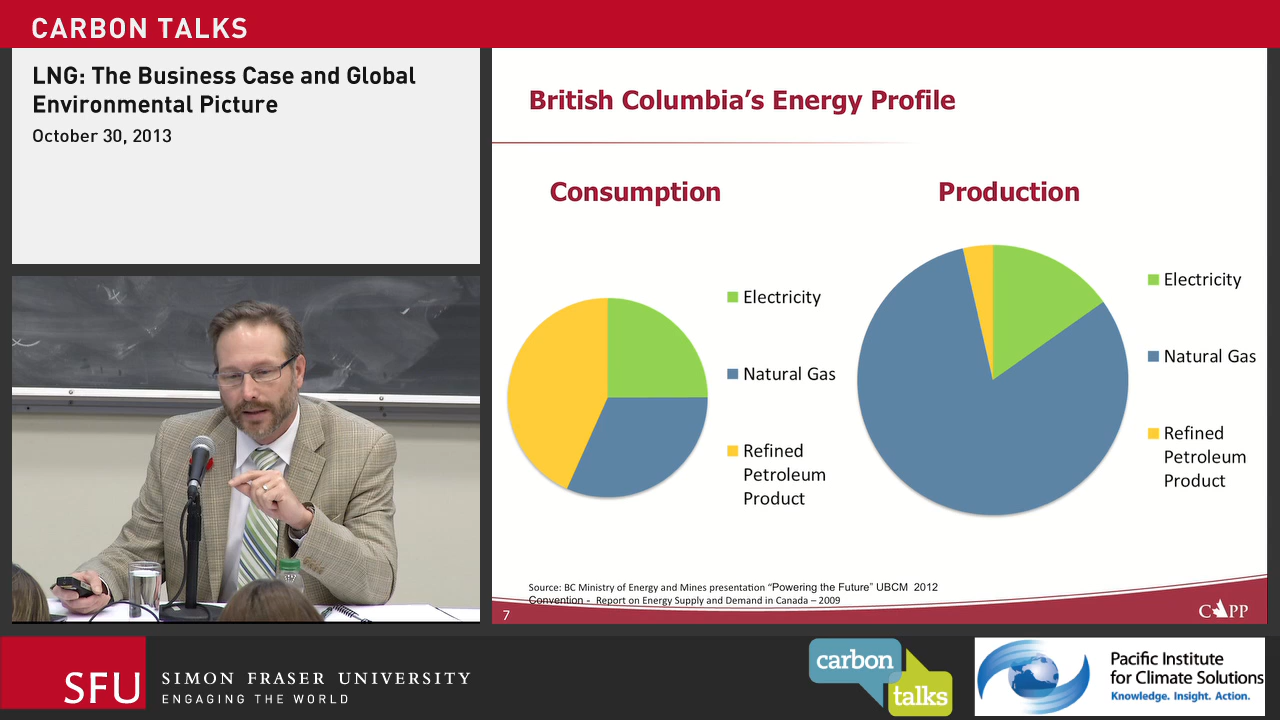 CARBON TALKS
LNG: The Business Case and Global
Environmental Picture
October 30, 2013
British Columbia's Energy Profile
Consumption
Production
Electricity
Natural Gas
Refined
Petroleum
Product
Electricity
Natural Gas
Refined
Petroleum
Product
Source: BC Ministry of Energy and Mines presentation "Powering the Future" UBCM 2012
Convention - Report on Energy Supply and Demand in Canada – 2009
7
CAPP
SFU
SIMON FRASER UNIVERSITY
ENGAGING THE WORLD
carbon
talks
Pacific Institute
for Climate Solutions
Knowledge. Insight. Action.